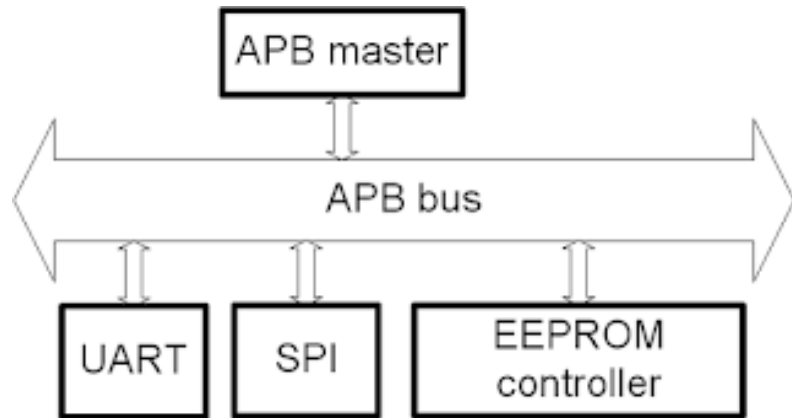 APB master
APB bus
UART
SPI
EEPROM
controller